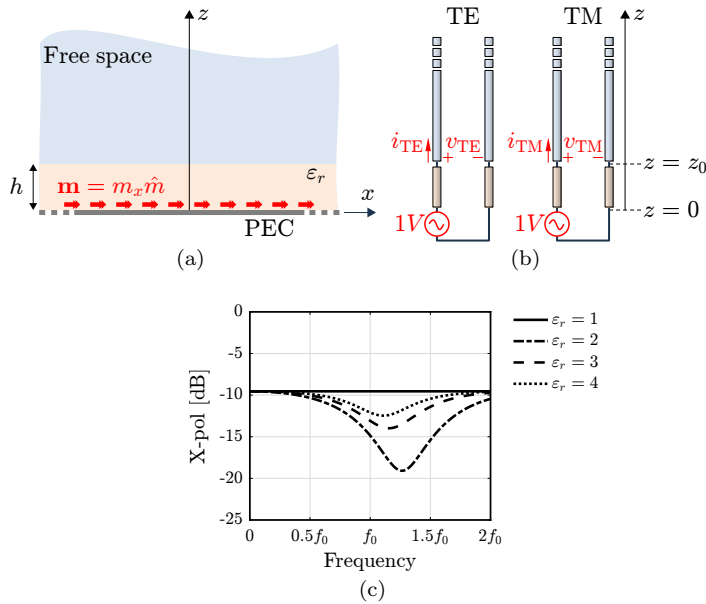 z
Free space
h
m = m_x m̂
ε_r
x
PEC
(a)
TE
TM
z
i_TE
v_TE
+
−
i_TM
v_TM
+
−
z = z_0
1V
1V
z = 0
(b)
X-pol [dB]
0
-5
-10
-15
-20
-25
0
0.5f_0
f_0
1.5f_0
2f_0
Frequency
ε_r = 1
ε_r = 2
ε_r = 3
ε_r = 4
(c)